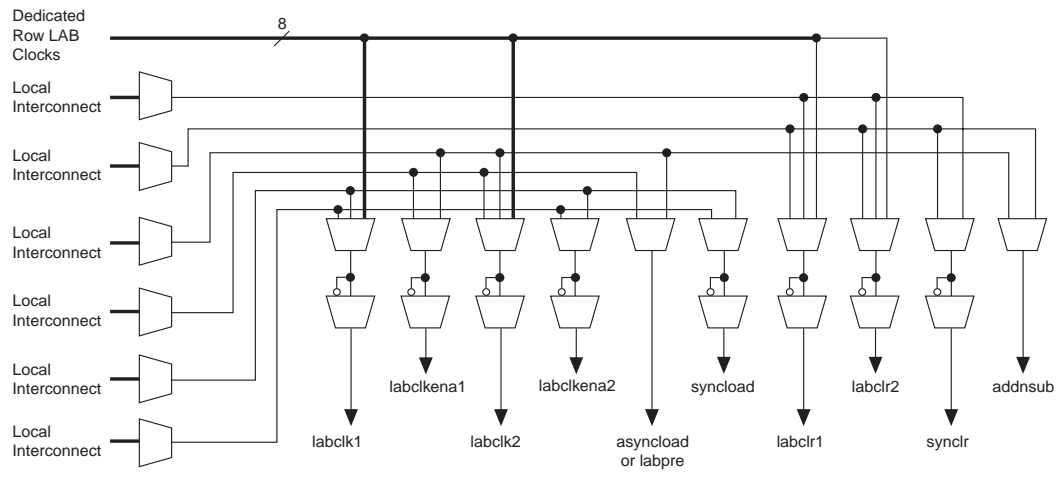 Dedicated
Row LAB
Clocks
8
Local
Interconnect
Local
Interconnect
Local
Interconnect
Local
Interconnect
Local
Interconnect
Local
Interconnect
labclkena1
labclkena2
syncload
labclr2
addnsub
labclk1
labclk2
asyncload
or labpre
labclr1
synclr